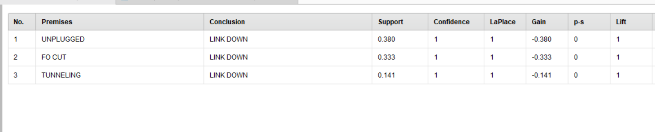 No. Premises Conclusion Support Confidence LaPlace Gain p-s Lift
1 UNPLUGGED LINK DOWN 0.380 1 1 -0.380 0 1
2 FO CUT LINK DOWN 0.333 1 1 -0.333 0 1
3 TUNNELING LINK DOWN 0.141 1 1 -0.141 0 1